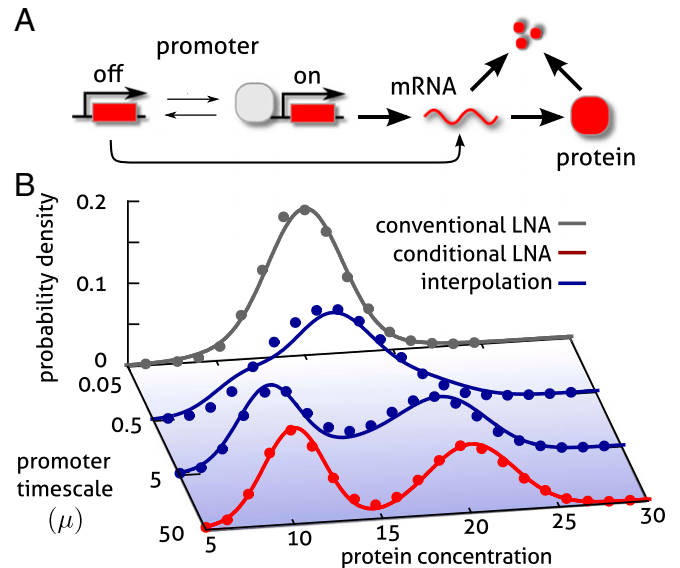 A
promoter
off
on
mRNA
protein
B
probability density
0.2
0.1
0
conventional LNA
conditional LNA
interpolation
0.05
0.5
5
50
promoter
timescale
(μ)
5
10
15
20
25
30
protein concentration